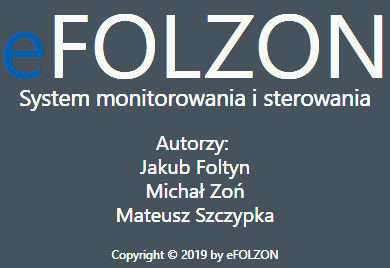 eFOLZON
System monitorowania i sterowania
Autorzy:
Jakub Foltyn
Michał Zoń
Mateusz Szczypka
Copyright © 2019 by eFOLZON